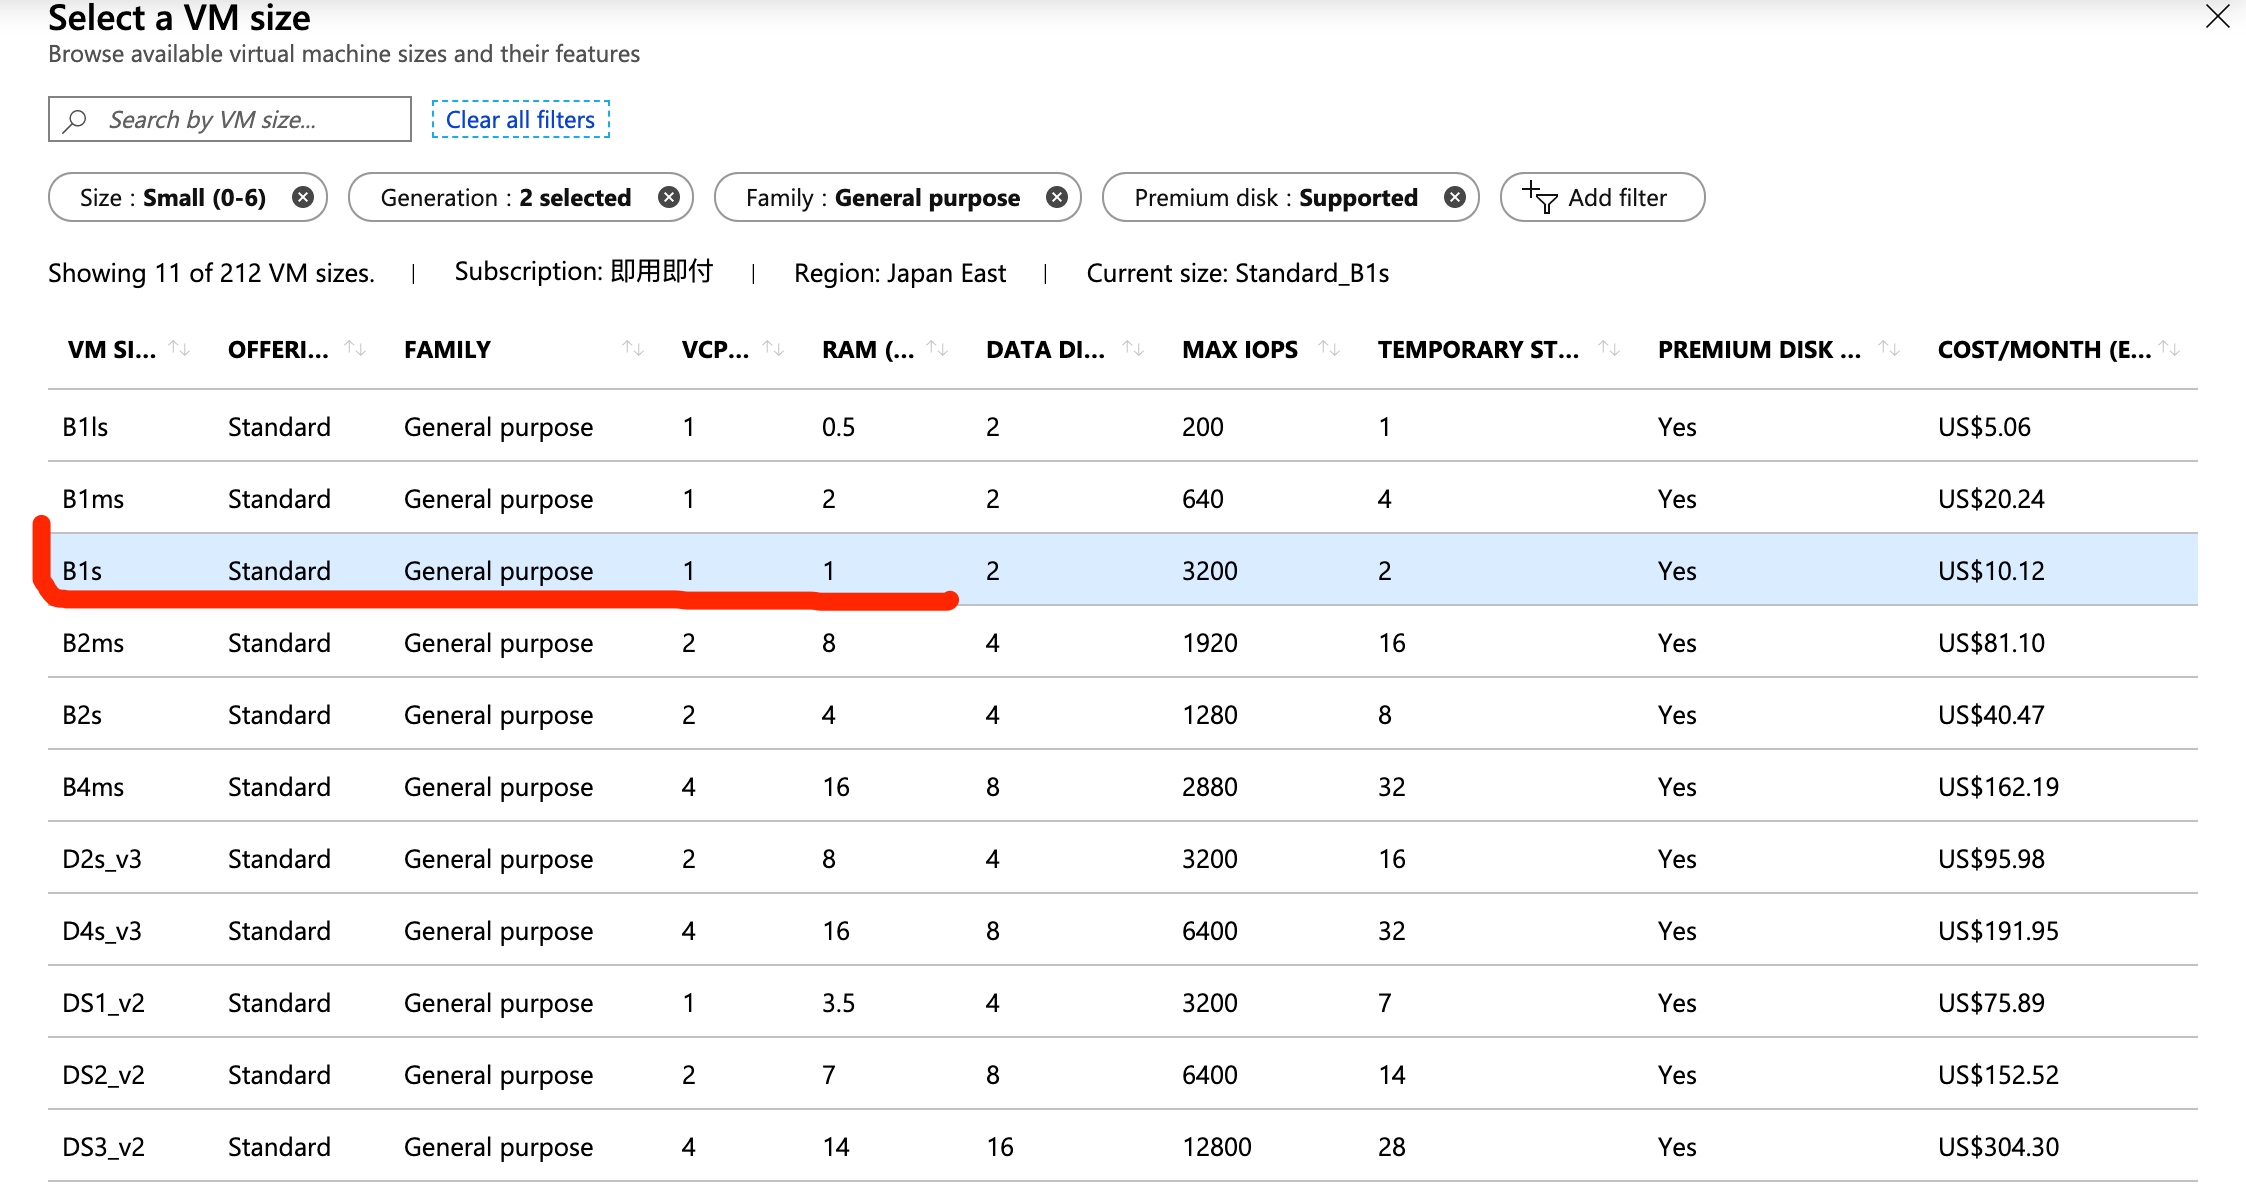 Select a VM size
Browse available virtual machine sizes and their features
Search by VM size... Clear all filters
Size : Small (0-6) Generation : 2 selected Family : General purpose Premium disk : Supported Add filter
Showing 11 of 212 VM sizes. | Subscription: 即用即付 | Region: Japan East | Current size: Standard_B1s
VM SI... OFFERI... FAMILY VCP... RAM (... DATA DI... MAX IOPS TEMPORARY ST... PREMIUM DISK ... COST/MONTH (E...
B1ls Standard General purpose 1 0.5 2 200 1 Yes US$5.06
B1ms Standard General purpose 1 2 2 640 4 Yes US$20.24
B1s Standard General purpose 1 1 2 3200 2 Yes US$10.12
B2ms Standard General purpose 2 8 4 1920 16 Yes US$81.10
B2s Standard General purpose 2 4 4 1280 8 Yes US$40.47
B4ms Standard General purpose 4 16 8 2880 32 Yes US$162.19
D2s_v3 Standard General purpose 2 8 4 3200 16 Yes US$95.98
D4s_v3 Standard General purpose 4 16 8 6400 32 Yes US$191.95
DS1_v2 Standard General purpose 1 3.5 4 3200 7 Yes US$75.89
DS2_v2 Standard General purpose 2 7 8 6400 14 Yes US$152.52
DS3_v2 Standard General purpose 4 14 16 12800 28 Yes US$304.30